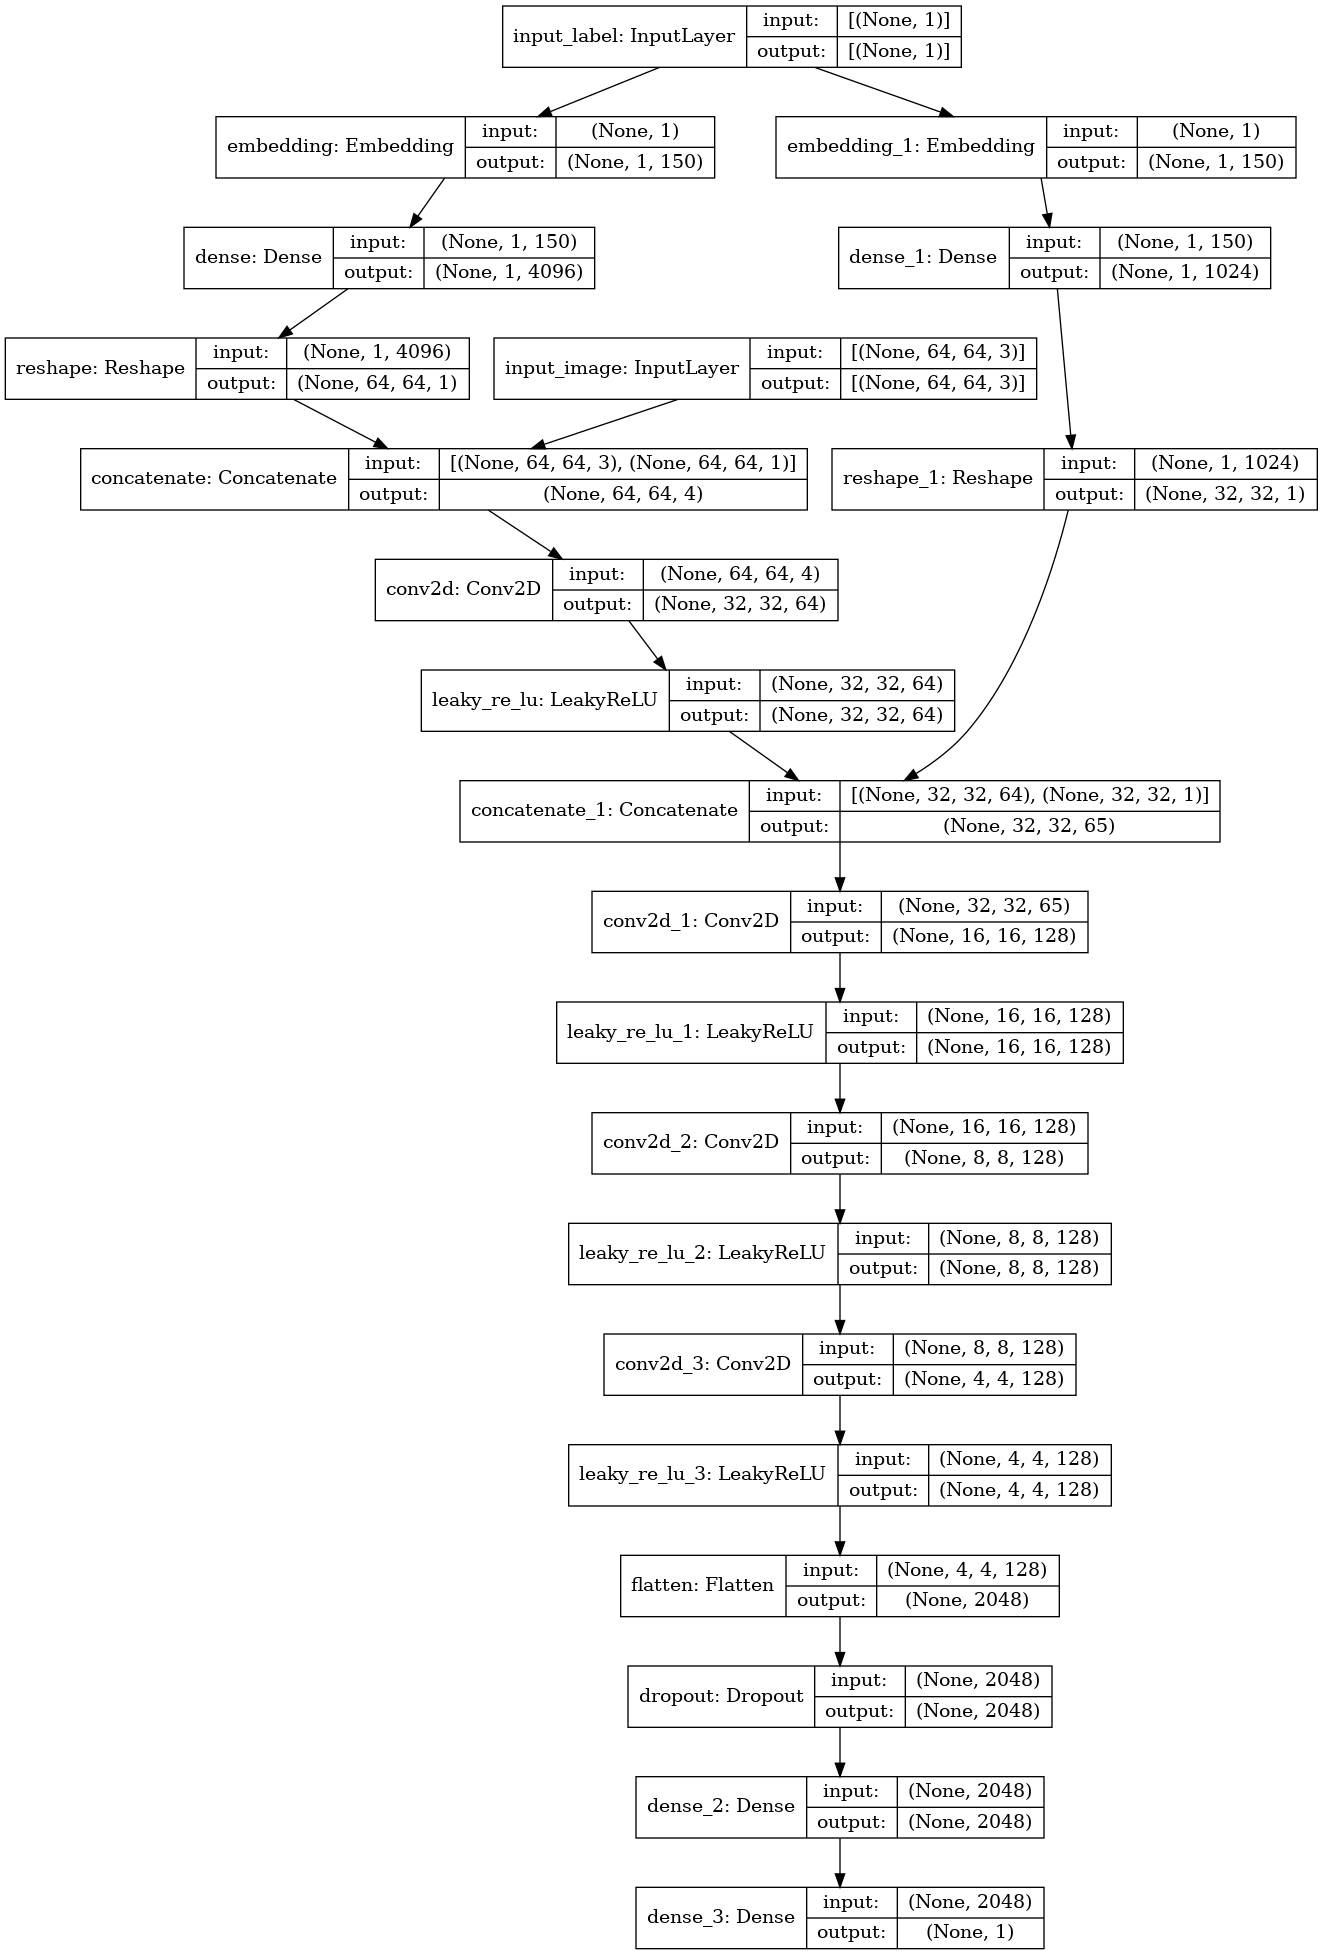 input_label: InputLayer
input: [(None, 1)]
output: [(None, 1)]
embedding: Embedding
input: (None, 1)
output: (None, 1, 150)
embedding_1: Embedding
input: (None, 1)
output: (None, 1, 150)
dense: Dense
input: (None, 1, 150)
output: (None, 1, 4096)
dense_1: Dense
input: (None, 1, 150)
output: (None, 1, 1024)
reshape: Reshape
input: (None, 1, 4096)
output: (None, 64, 64, 1)
input_image: InputLayer
input: [(None, 64, 64, 3)]
output: [(None, 64, 64, 3)]
concatenate: Concatenate
input: [(None, 64, 64, 3), (None, 64, 64, 1)]
output: (None, 64, 64, 4)
reshape_1: Reshape
input: (None, 1, 1024)
output: (None, 32, 32, 1)
conv2d: Conv2D
input: (None, 64, 64, 4)
output: (None, 32, 32, 64)
leaky_re_lu: LeakyReLU
input: (None, 32, 32, 64)
output: (None, 32, 32, 64)
concatenate_1: Concatenate
input: [(None, 32, 32, 64), (None, 32, 32, 1)]
output: (None, 32, 32, 65)
conv2d_1: Conv2D
input: (None, 32, 32, 65)
output: (None, 16, 16, 128)
leaky_re_lu_1: LeakyReLU
input: (None, 16, 16, 128)
output: (None, 16, 16, 128)
conv2d_2: Conv2D
input: (None, 16, 16, 128)
output: (None, 8, 8, 128)
leaky_re_lu_2: LeakyReLU
input: (None, 8, 8, 128)
output: (None, 8, 8, 128)
conv2d_3: Conv2D
input: (None, 8, 8, 128)
output: (None, 4, 4, 128)
leaky_re_lu_3: LeakyReLU
input: (None, 4, 4, 128)
output: (None, 4, 4, 128)
flatten: Flatten
input: (None, 4, 4, 128)
output: (None, 2048)
dropout: Dropout
input: (None, 2048)
output: (None, 2048)
dense_2: Dense
input: (None, 2048)
output: (None, 2048)
dense_3: Dense
input: (None, 2048)
output: (None, 1)